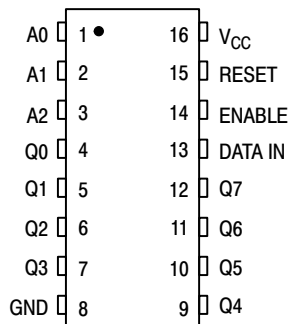 A0 1 16 VCC
A1 2 15 RESET
A2 3 14 ENABLE
Q0 4 13 DATA IN
Q1 5 12 Q7
Q2 6 11 Q6
Q3 7 10 Q5
GND 8 9 Q4